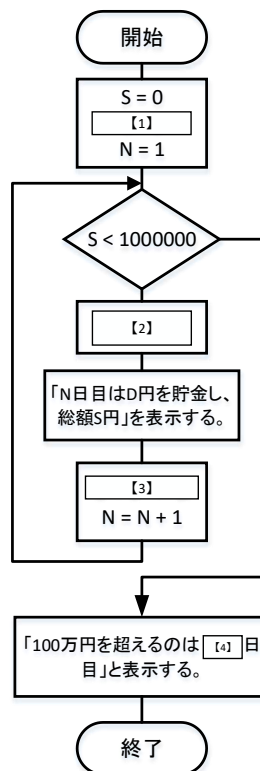 開始
S = 0
【1】
N = 1
S < 1000000
【2】
「N日目はD円を貯金し、
総額S円」を表示する。
【3】
N = N + 1
「100万円を超えるのは【4】日
目」と表示する。
終了